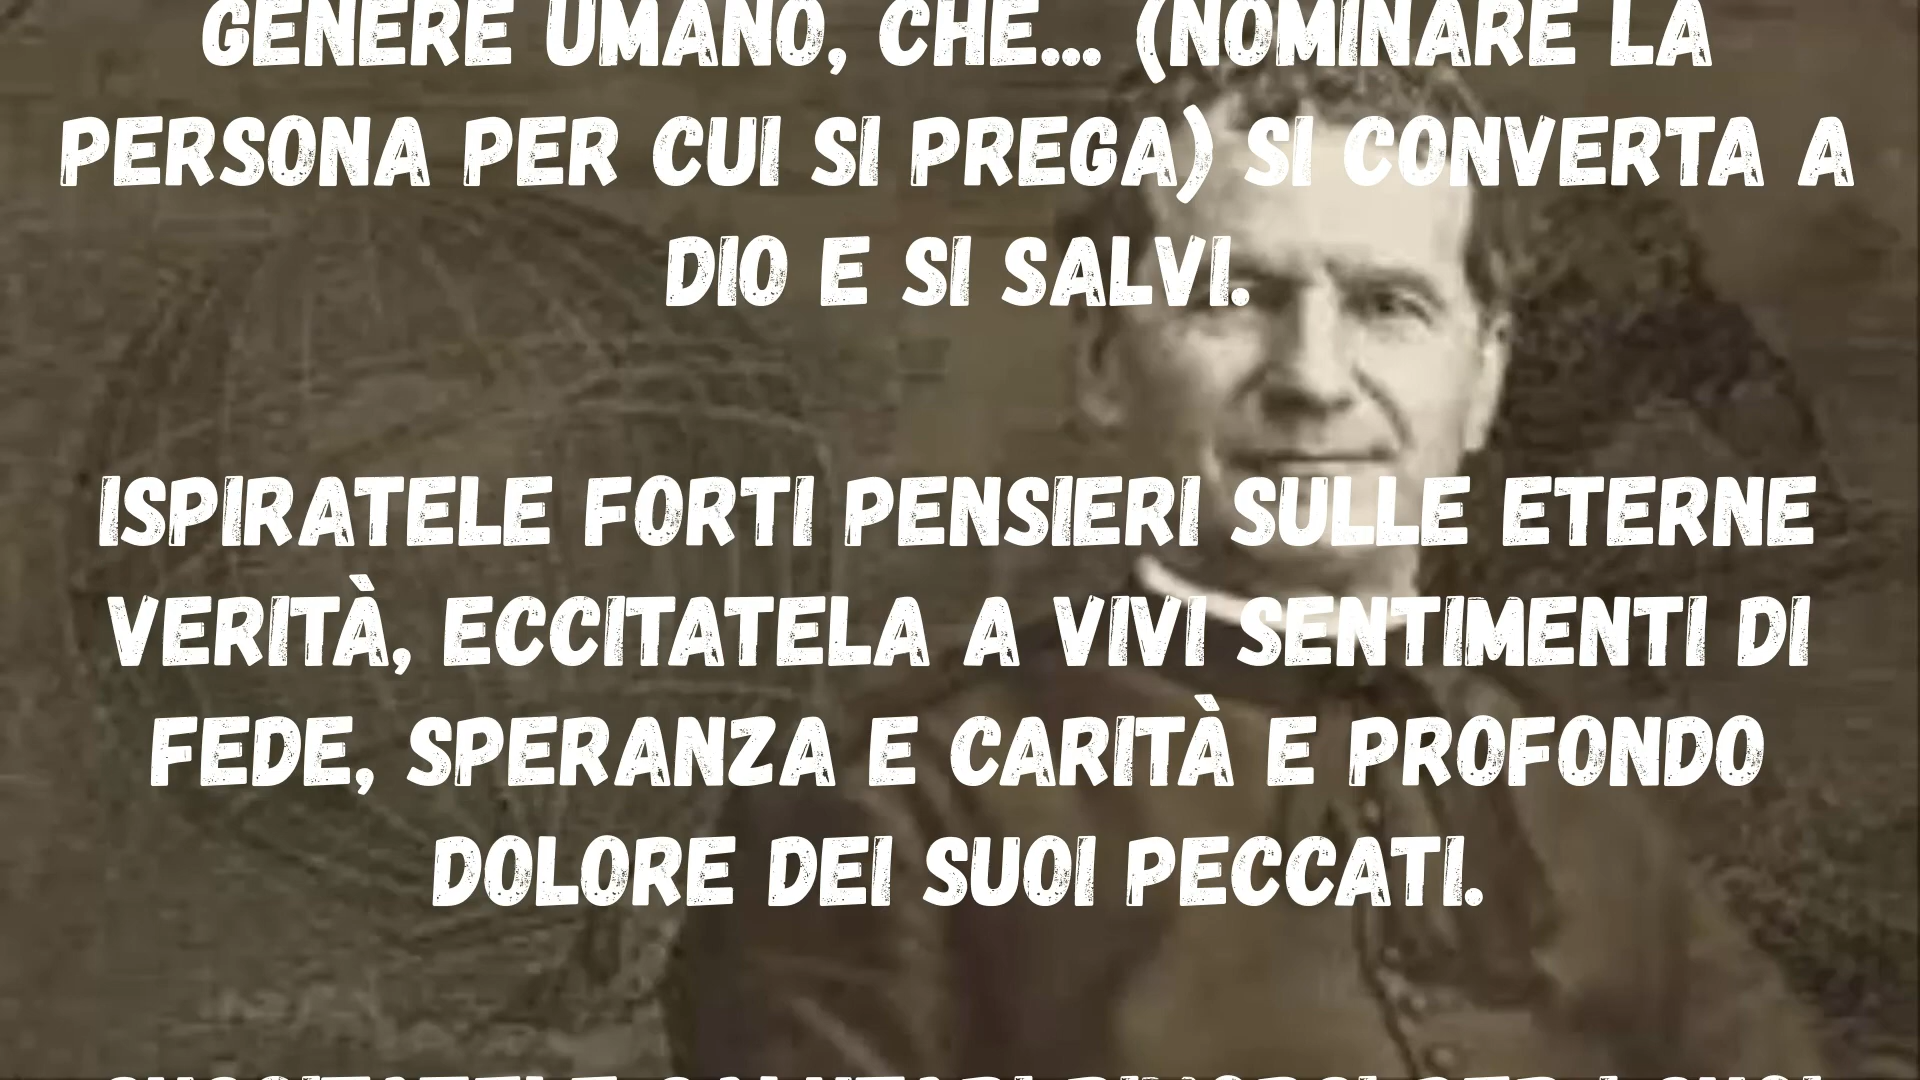 GENERE UMANO, CHE... (NOMINARE LA
PERSONA PER CUI SI PREGA) SI CONVERTA A
DIO E SI SALVI.
ISPIRATELE FORTI PENSIERI SULLE ETERNE
VERITÀ, ECCITATELA A VIVI SENTIMENTI DI
FEDE, SPERANZA E CARITÀ E PROFONDO
DOLORE DEI SUOI PECCATI.